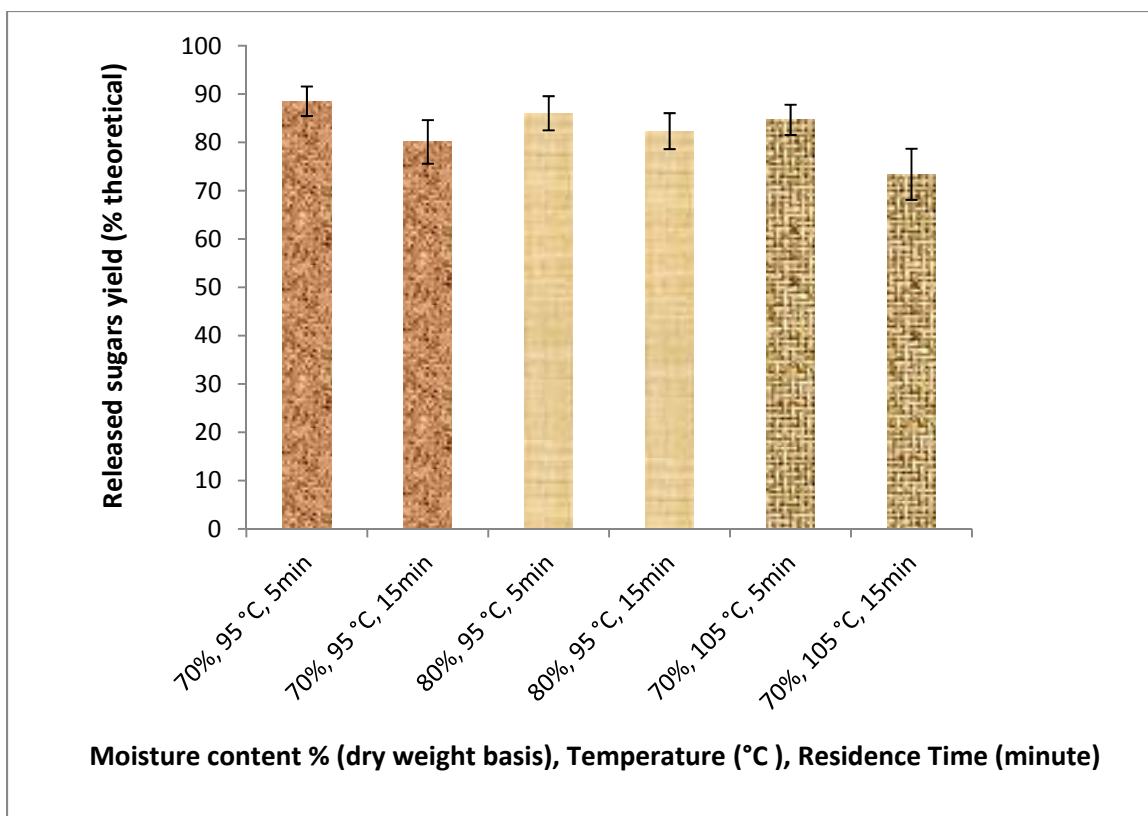 Released sugars yield (% theoretical)
100
90
80
70
60
50
40
30
20
10
0
70%, 95 °C, 5min
70%, 95 °C, 15min
80%, 95 °C, 5min
80%, 95 °C, 15min
70%, 105 °C, 5min
70%, 105 °C, 15min
Moisture content % (dry weight basis), Temperature (°C ), Residence Time (minute)